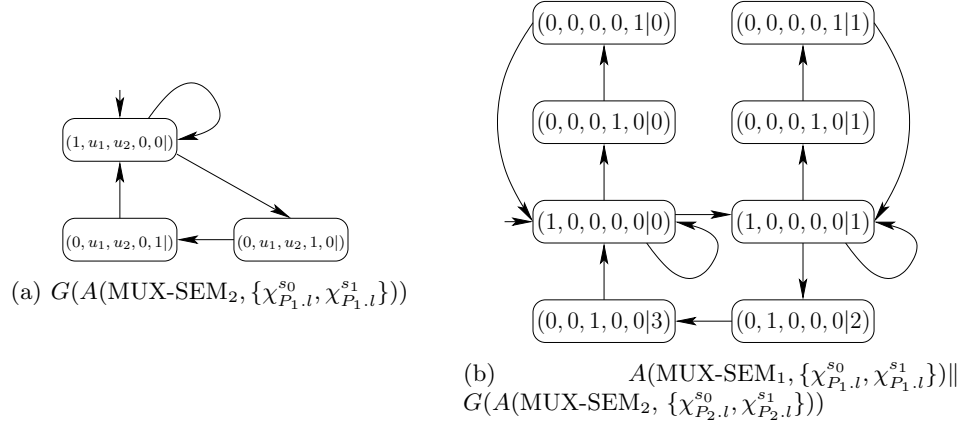 (0, 0, 0, 0, 1|0) (0, 0, 0, 0, 1|1)
(1, u₁, u₂, 0, 0|)
(0, 0, 0, 1, 0|0) (0, 0, 0, 1, 0|1)
(1, 0, 0, 0, 0|0) (1, 0, 0, 0, 0|1)
(0, u₁, u₂, 0, 1|) (0, u₁, u₂, 1, 0|)
(a) G(A(MUX-SEM₂, {χ^{s₀}_{P₁.l}, χ^{s₁}_{P₁.l}}))
(0, 0, 1, 0, 0|3) (0, 1, 0, 0, 0|2)
(b) A(MUX-SEM₁, {χ^{s₀}_{P₁.l}, χ^{s₁}_{P₁.l}})‖
G(A(MUX-SEM₂, {χ^{s₀}_{P₂.l}, χ^{s₁}_{P₂.l}}))